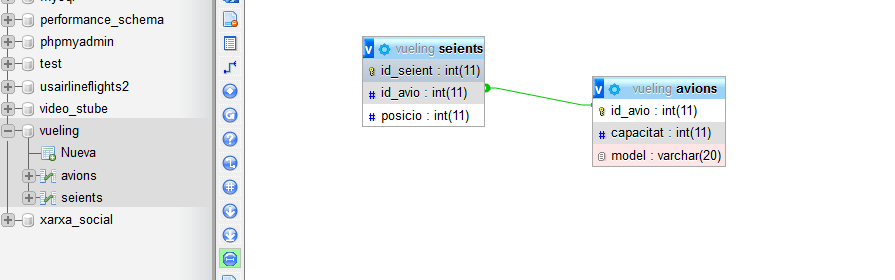 performance_schema
phpmyadmin
test
usairlineflights2
video_stube
vueling
Nueva
avions
seients
xarxa_social
v vueling seients
id_seient : int(11)
# id_avio : int(11)
# posicio : int(11)
v vueling avions
id_avio : int(11)
# capacitat : int(11)
model : varchar(20)